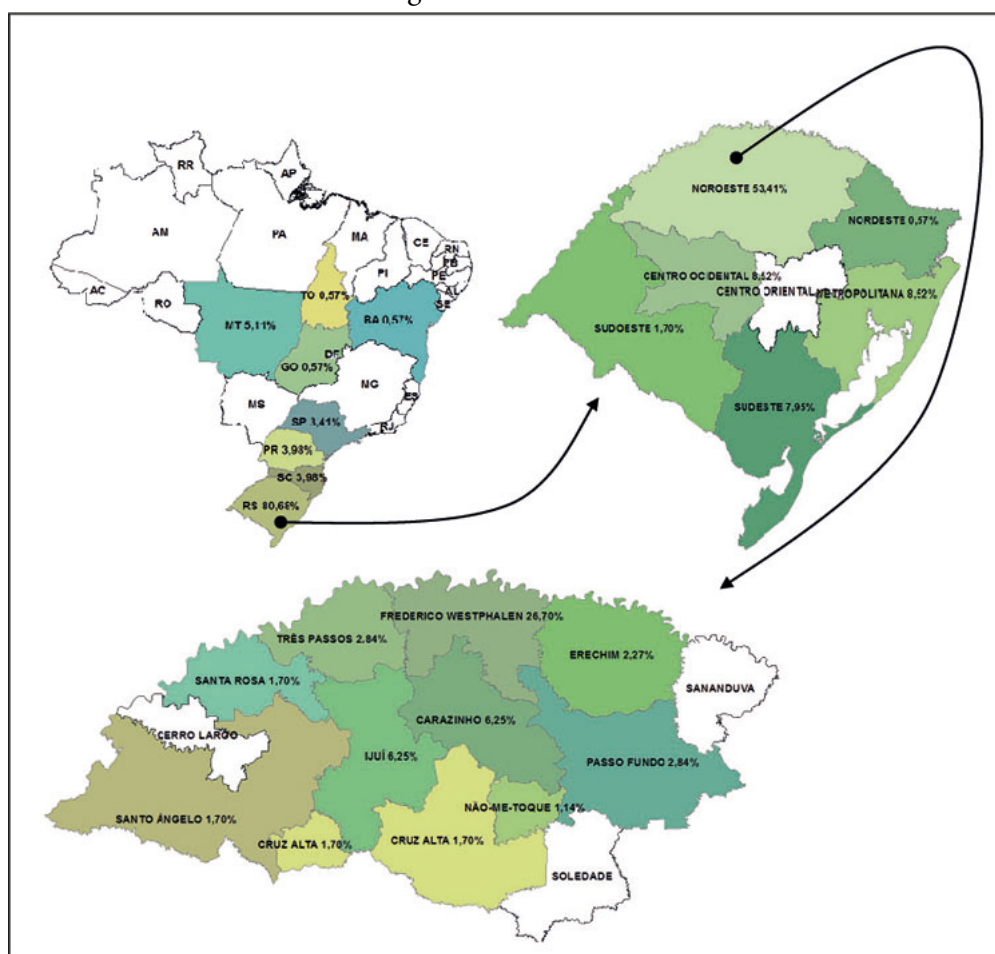 RR
AP
AM
PA
MA
CE
RN
PB
PI
PE
AL
SE
AC
RO
TO 0,57%
MT 5,11%
BA 0,57%
DF
GO 0,57%
MG
ES
MS
SP 3,41%
RJ
PR 3,98%
SC 3,98%
RS 80,68%
NOROESTE 53,41%
NORDESTE 0,57%
CENTRO OCIDENTAL 8,52%
CENTRO ORIENTAL
METROPOLITANA 8,52%
SUDOESTE 1,70%
SUDESTE 7,95%
FREDERICO WESTPHALEN 26,70%
TRÊS PASSOS 2,84%
ERECHIM 2,27%
SANTA ROSA 1,70%
SANANDUVA
CARAZINHO 6,25%
CERRO LARGO
IJUÍ 6,25%
PASSO FUNDO 2,84%
SANTO ÂNGELO 1,70%
NÃO-ME-TOQUE 1,14%
CRUZ ALTA 1,70%
CRUZ ALTA 1,70%
SOLEDADE